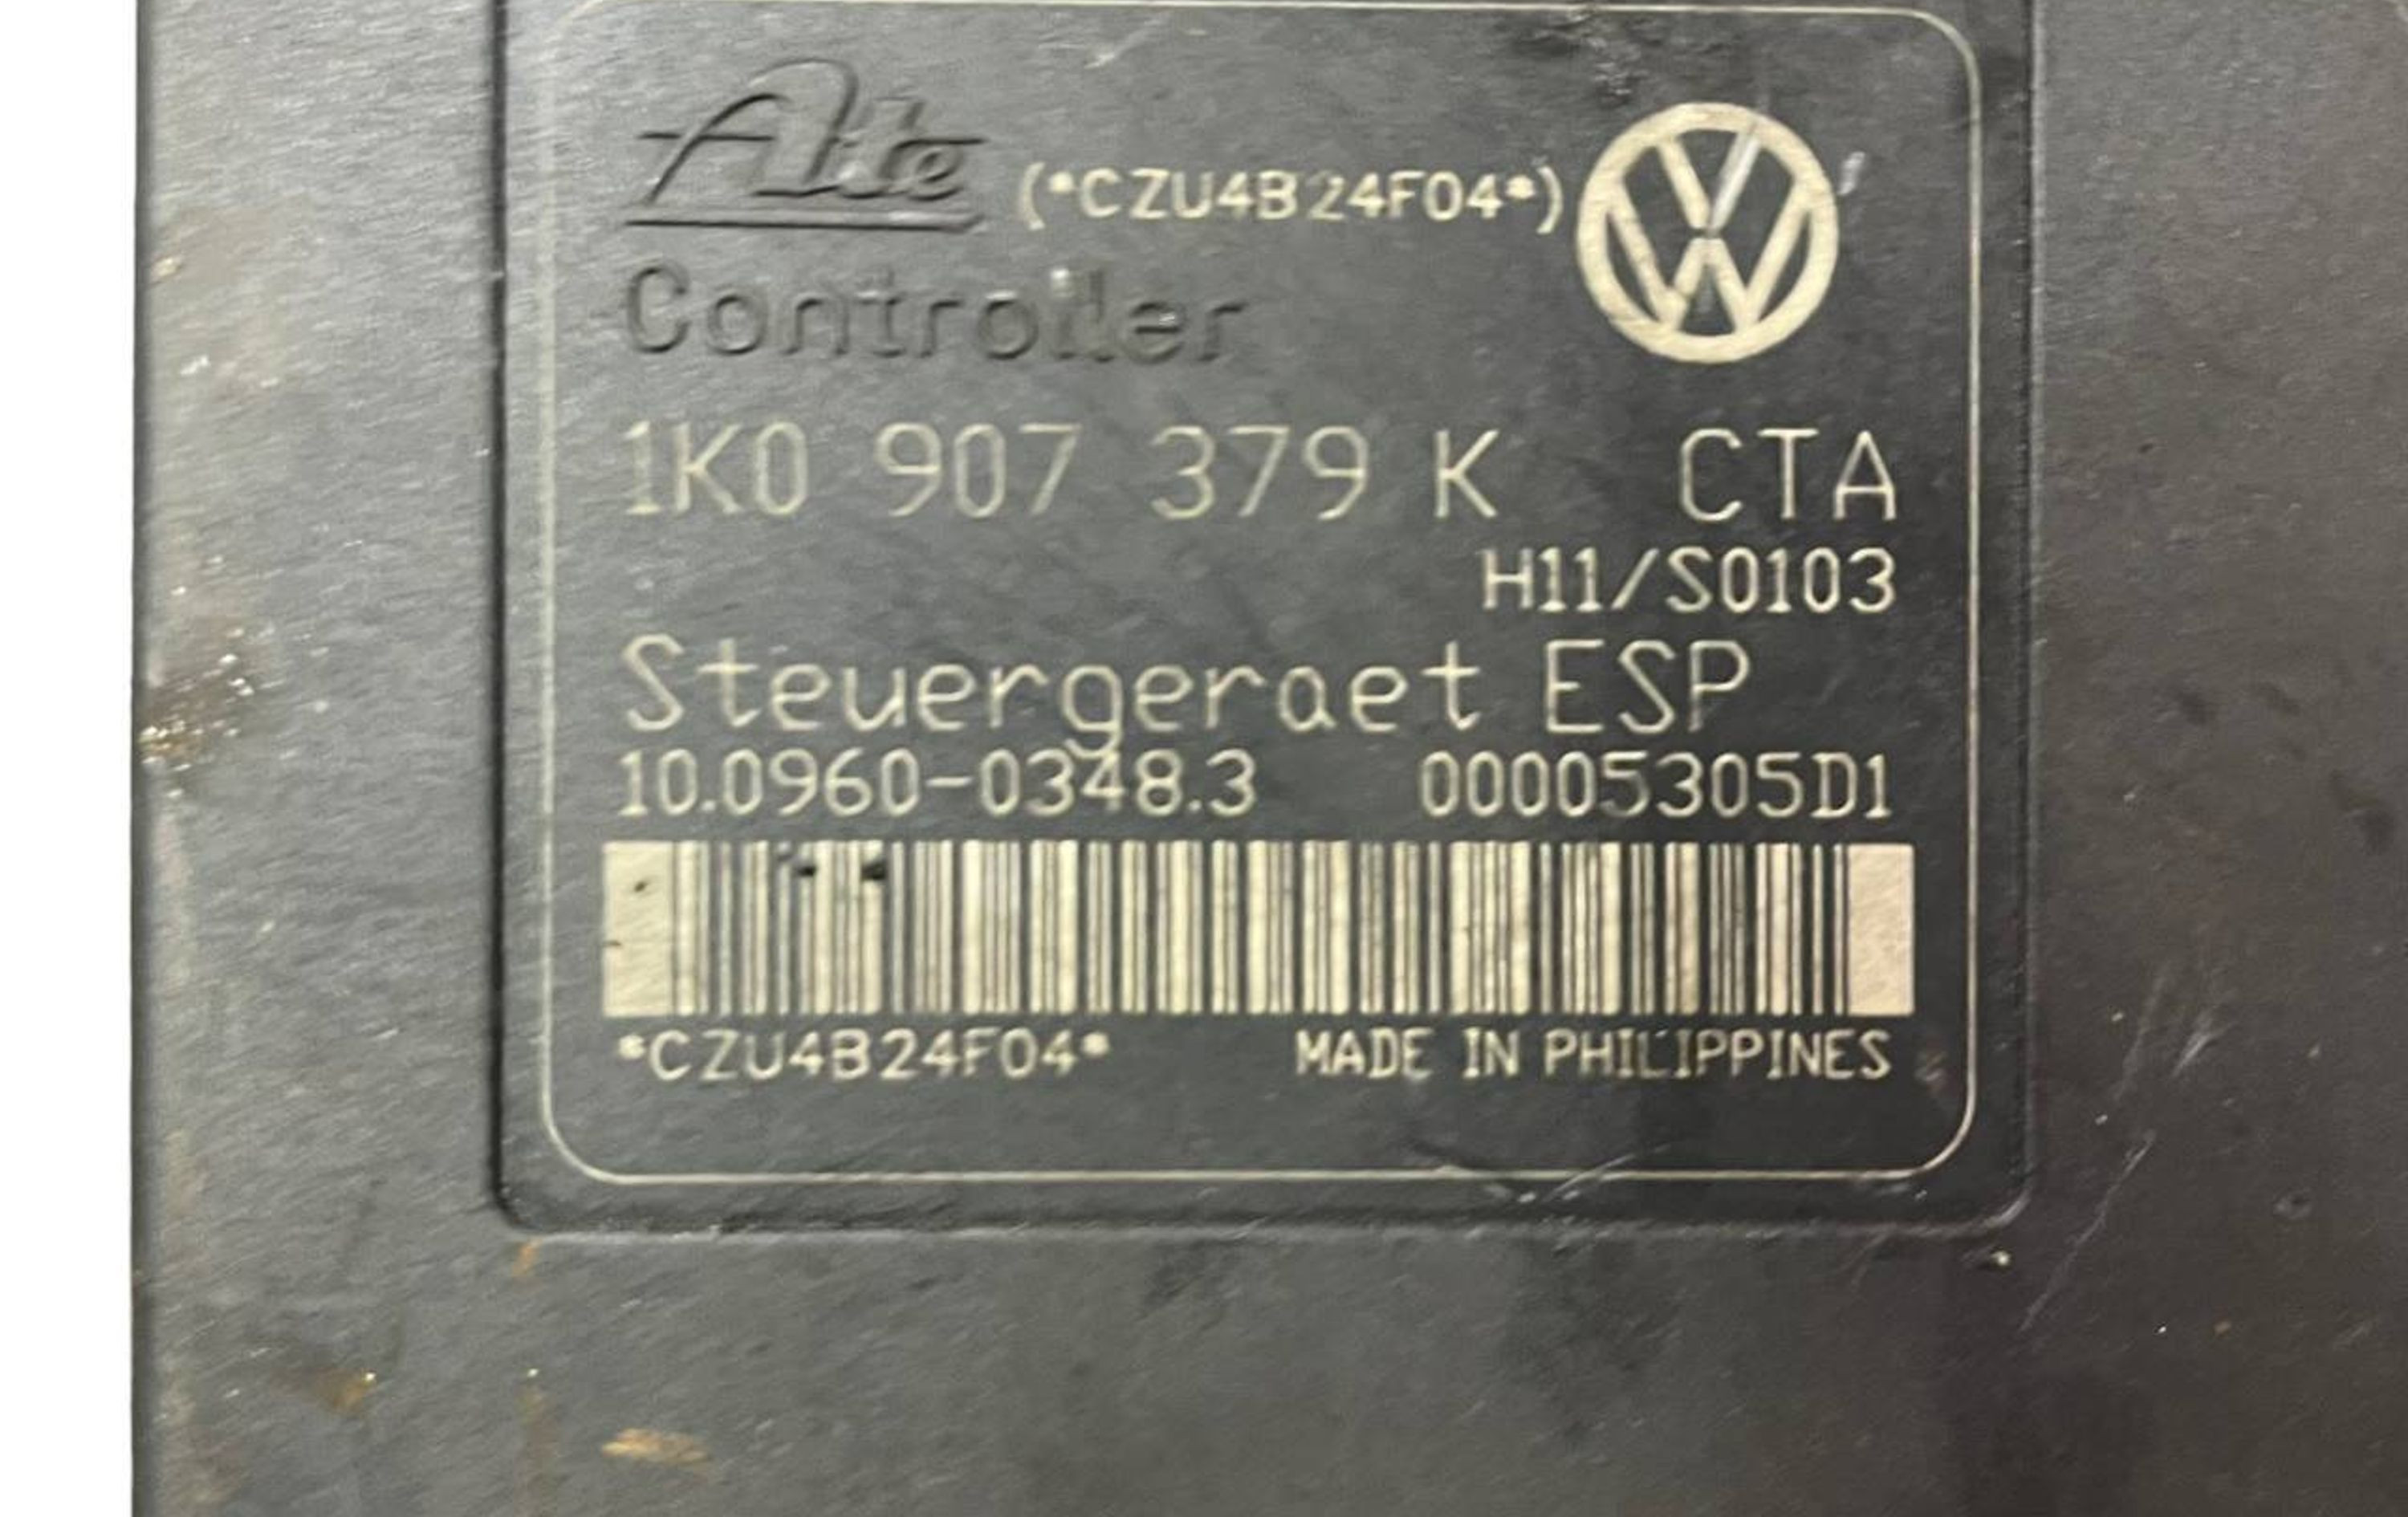 Ate (*CZU4B24F04*)
Controller
1K0 907 379 K CTA
H11/S0103
Steuergeraet ESP
10.0960-0348.3 00005305D1
*CZU4B24F04* MADE IN PHILIPPINES